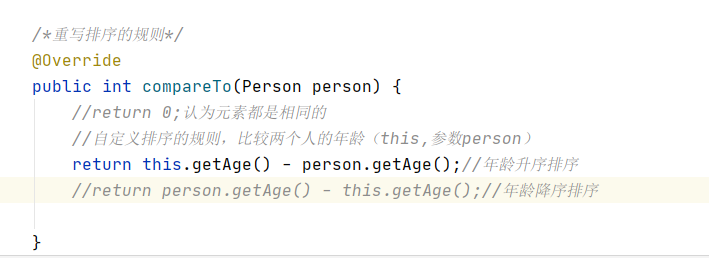 /*重写排序的规则*/
@Override
public int compareTo(Person person) {
//return 0;认为元素都是相同的
//自定义排序的规则，比较两个人的年龄（this,参数person）
return this.getAge() - person.getAge();//年龄升序排序
//return person.getAge() - this.getAge();//年龄降序排序
}